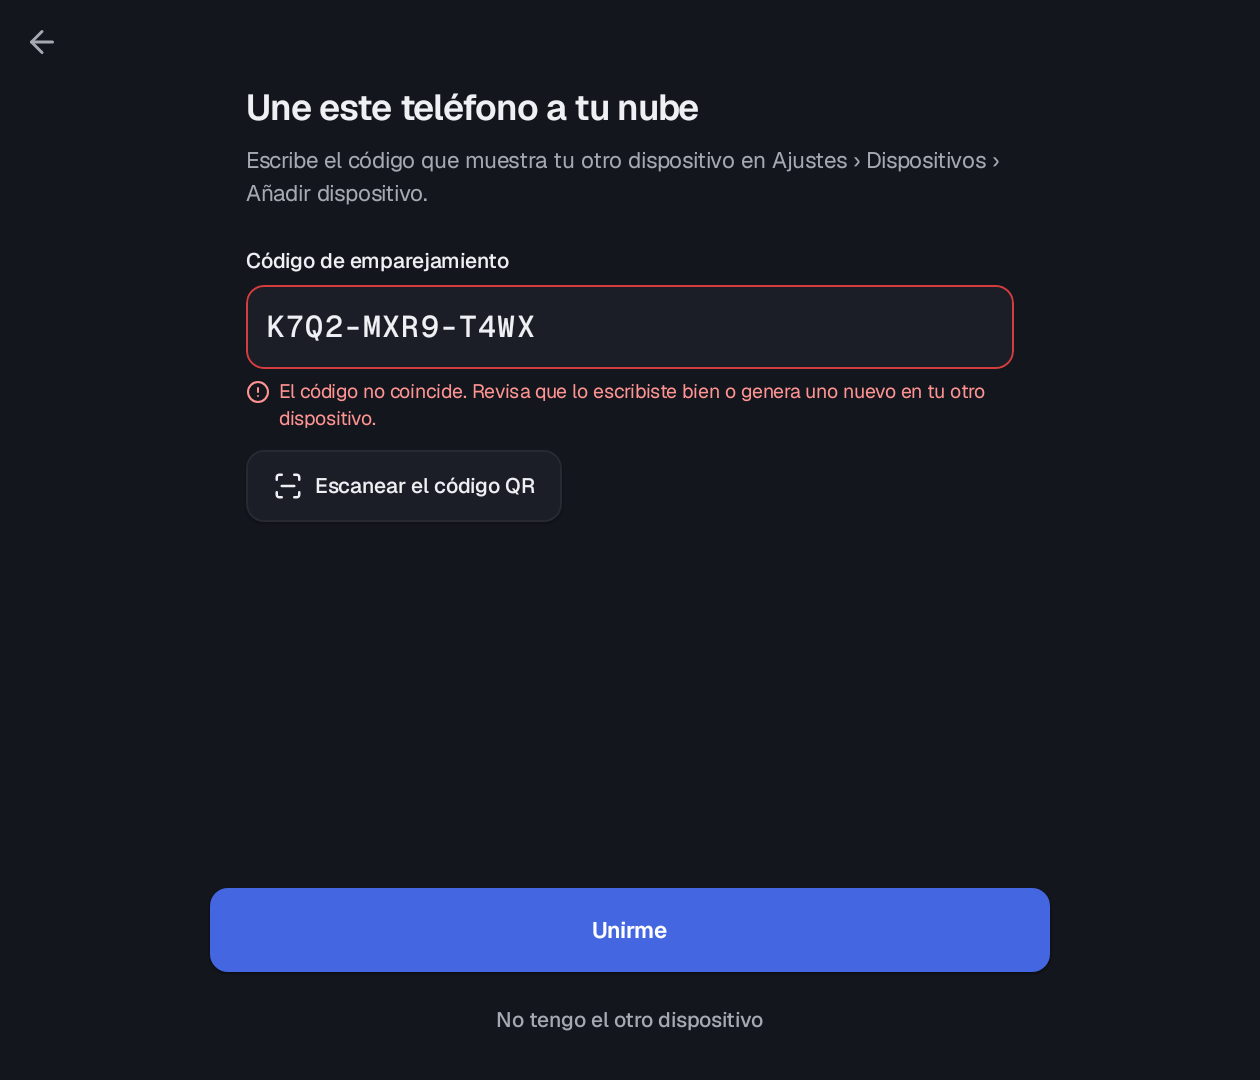 Une este teléfono a tu nube
Escribe el código que muestra tu otro dispositivo en Ajustes › Dispositivos ›
Añadir dispositivo.
Código de emparejamiento
K7Q2-MXR9-T4WX
El código no coincide. Revisa que lo escribiste bien o genera uno nuevo en tu otro
dispositivo.
Escanear el código QR
Unirme
No tengo el otro dispositivo